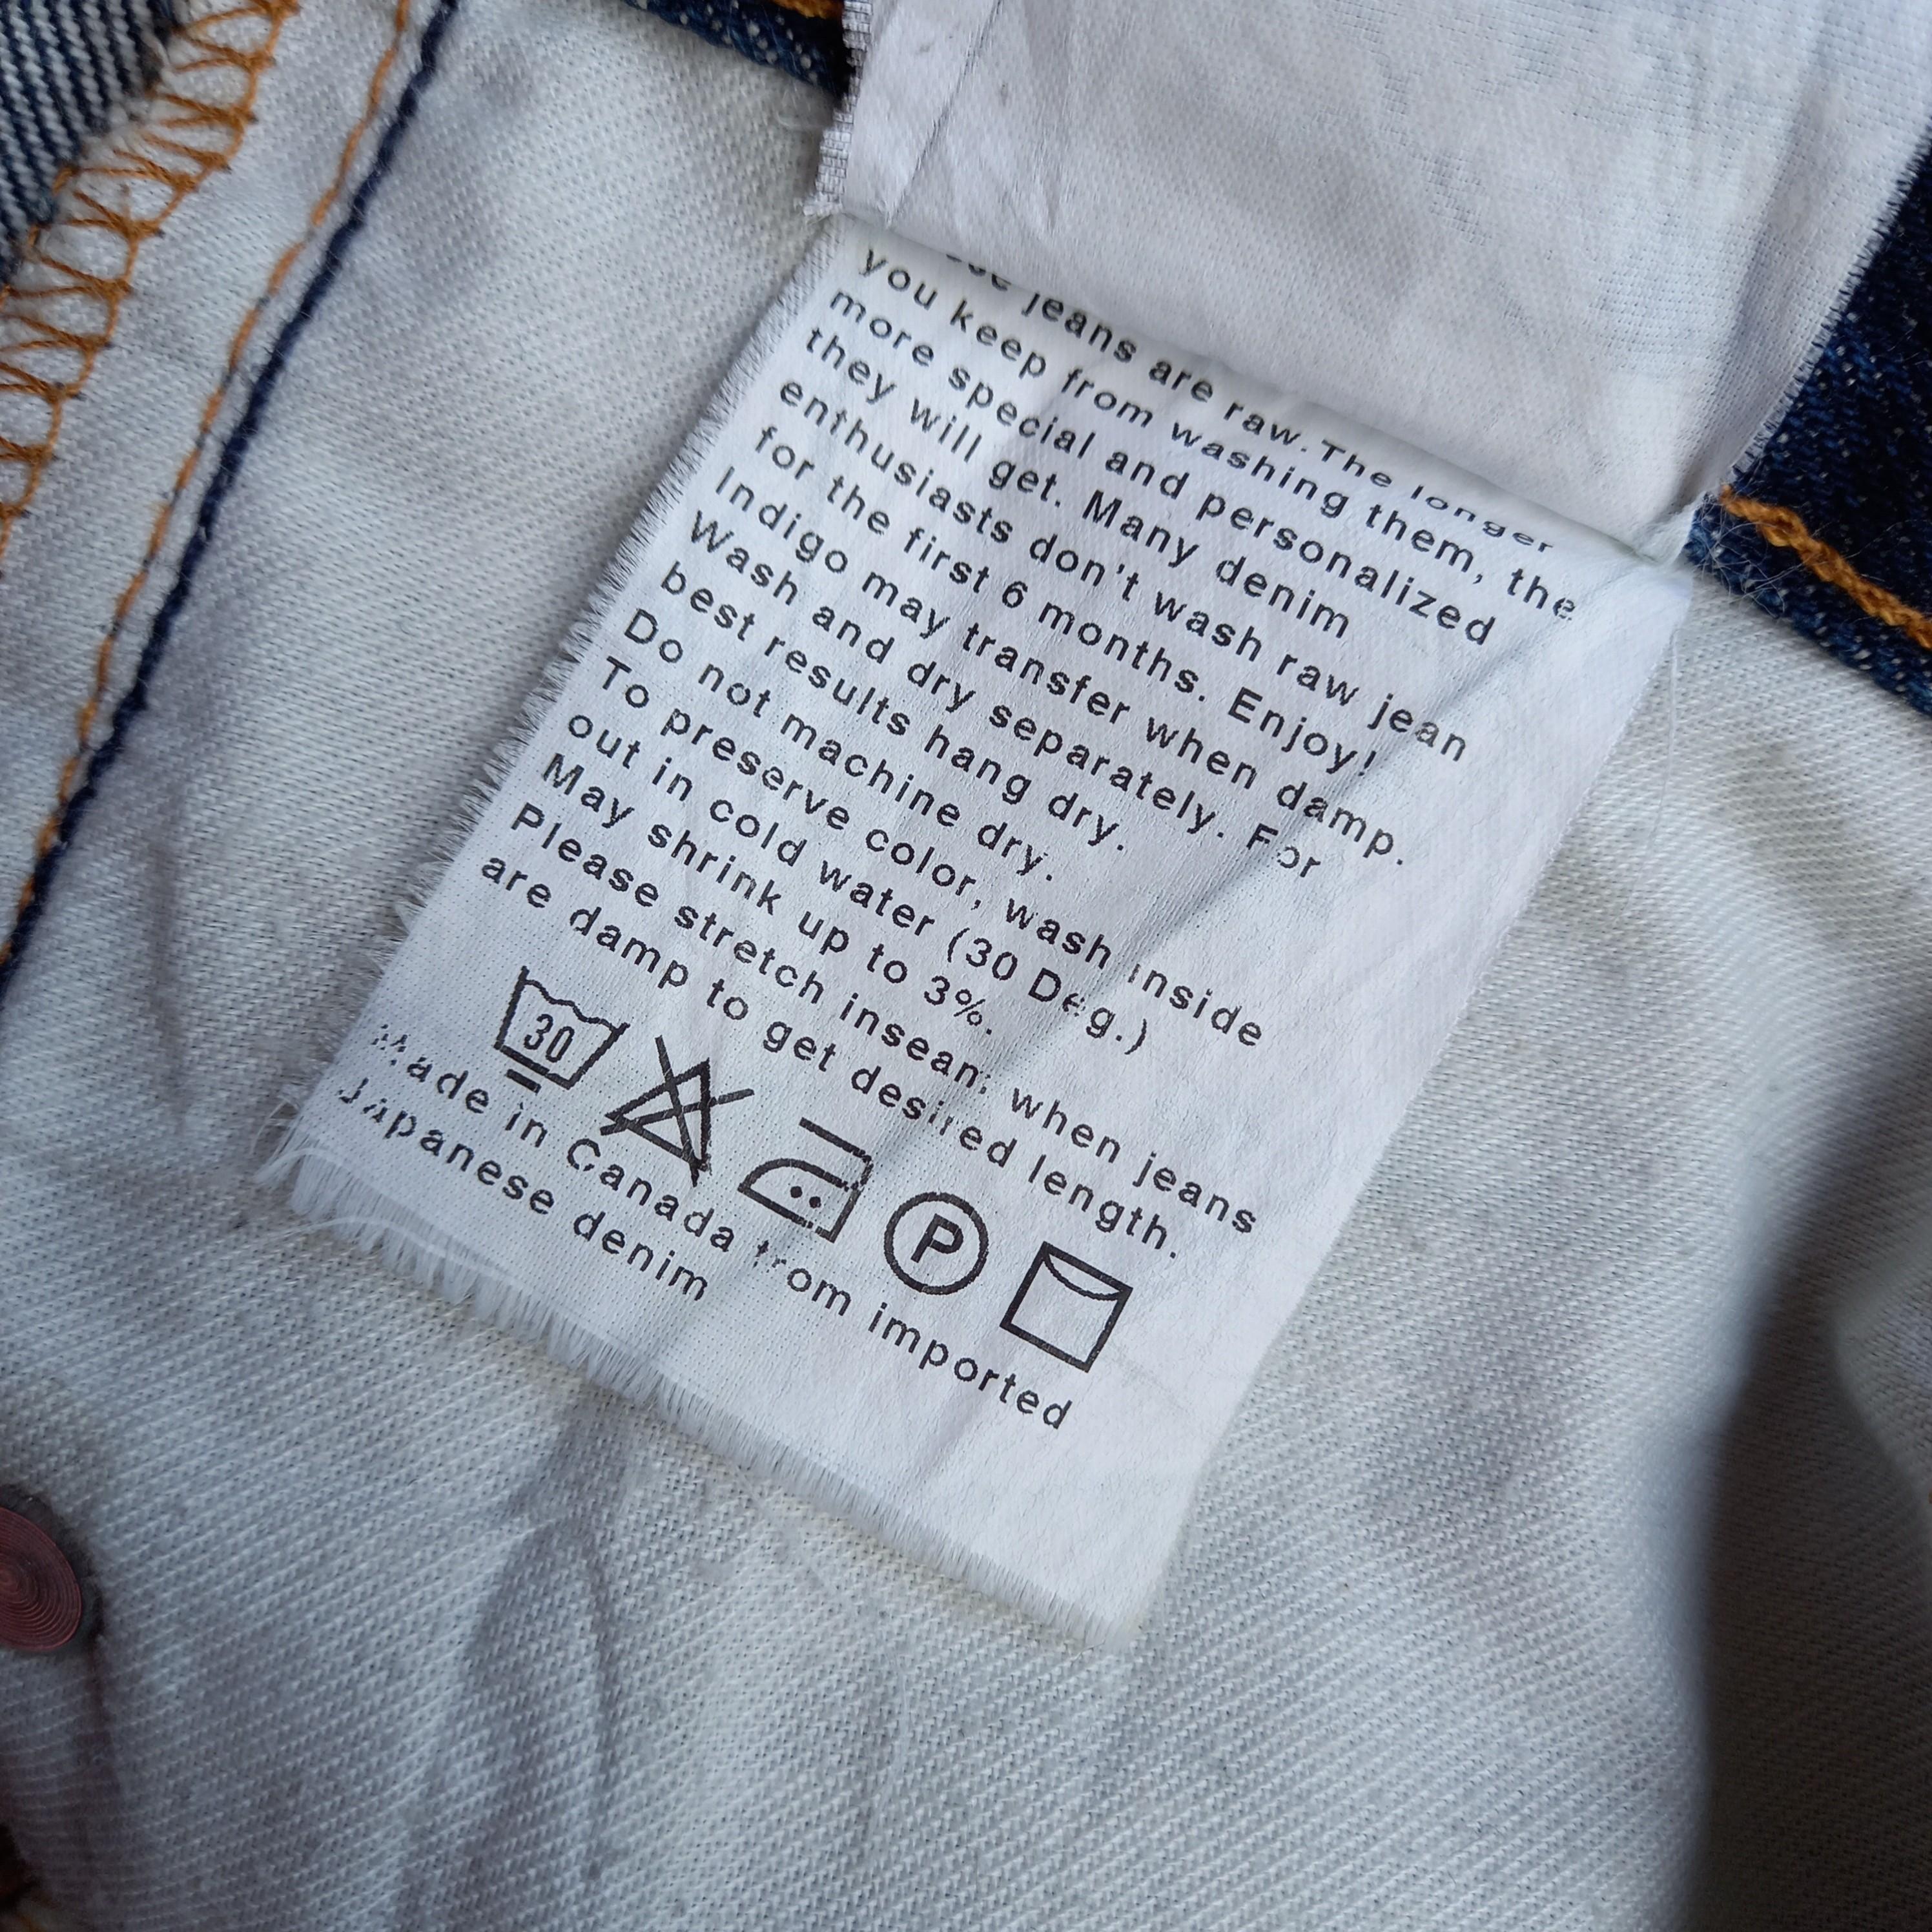 jeans are raw. The longer
you keep from washing them, the
more special and personalized
they will get. Many denim
enthusiasts don't wash raw jean
for the first 6 months. Enjoy!
Indigo may transfer when damp.
Wash and dry separately. For
best results hang dry.
Do not machine dry.
To preserve color, wash inside
out in cold water (30 Deg.)
May shrink up to 3%.
Please stretch inseam when jeans
are damp to get desired length.
30 P
Made in Canada from imported
Japanese denim